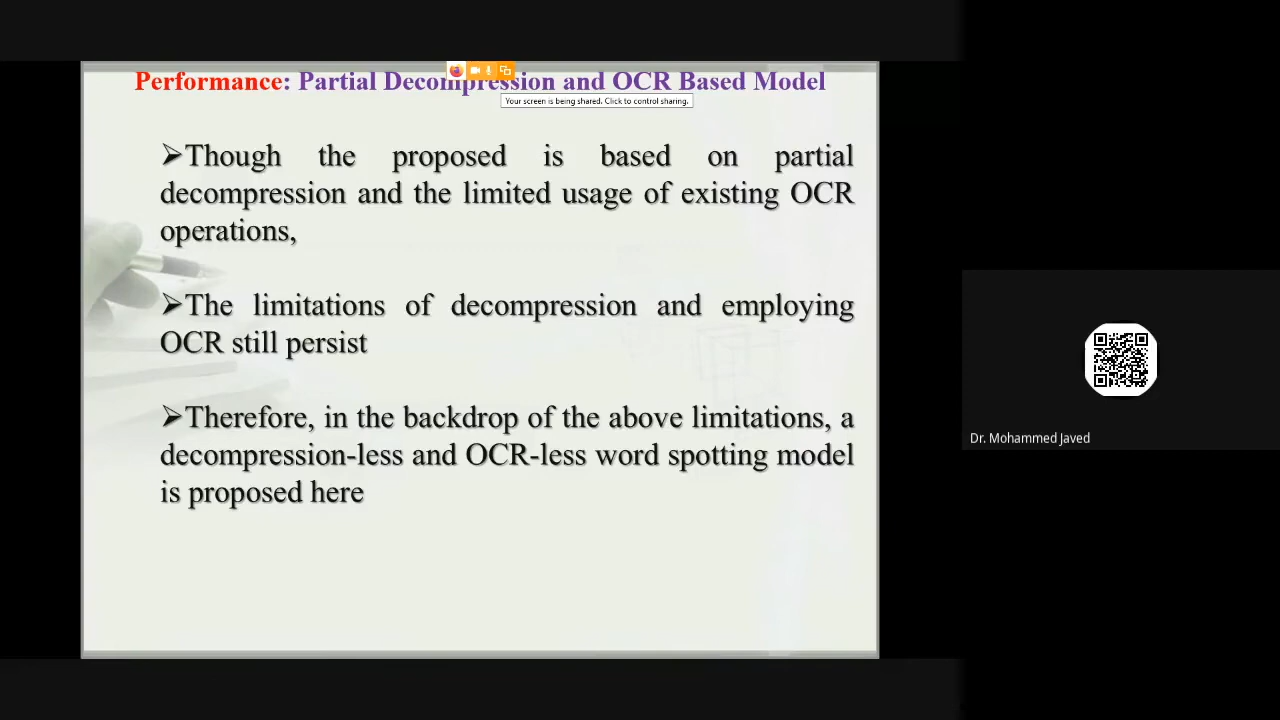 Performance: Partial Decompression and OCR Based Model
Your screen is being shared. Click to control sharing.
➢Though the proposed is based on partial
decompression and the limited usage of existing OCR
operations,
➢The limitations of decompression and employing
OCR still persist
➢Therefore, in the backdrop of the above limitations, a
decompression-less and OCR-less word spotting model
is proposed here
Dr. Mohammed Javed